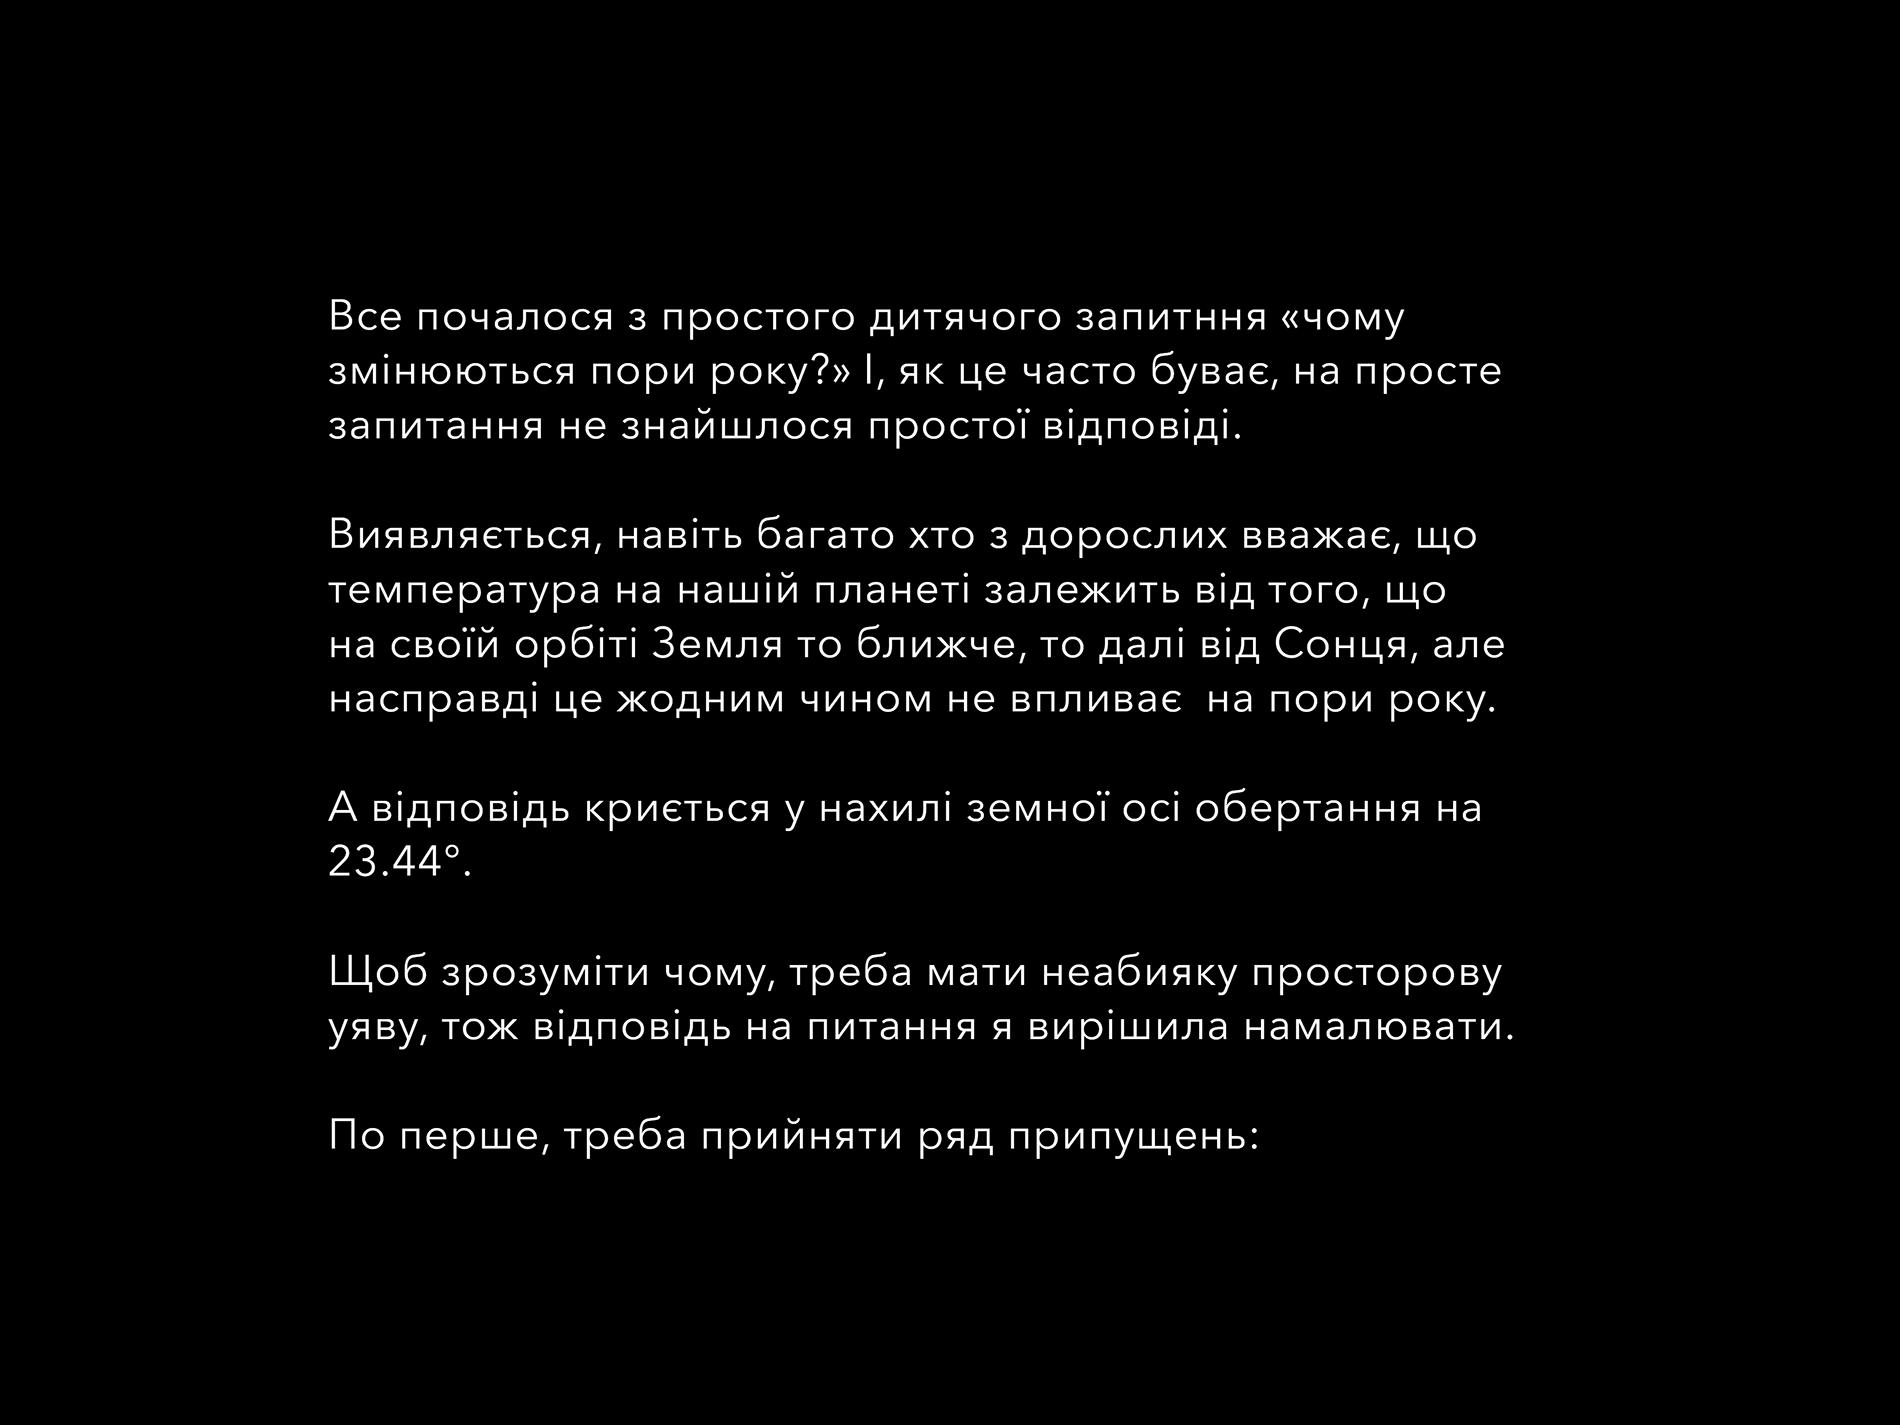 Все почалося з простого дитячого запитння «чому
змінюються пори року?» І, як це часто буває, на просте
запитання не знайшлося простої відповіді.
Виявляється, навіть багато хто з дорослих вважає, що
температура на нашій планеті залежить від того, що
на своїй орбіті Земля то ближче, то далі від Сонця, але
насправді це жодним чином не впливає  на пори року.
А відповідь криється у нахилі земної осі обертання на
23.44°.
Щоб зрозуміти чому, треба мати неабияку просторову
уяву, тож відповідь на питання я вирішила намалювати.
По перше, треба прийняти ряд припущень: